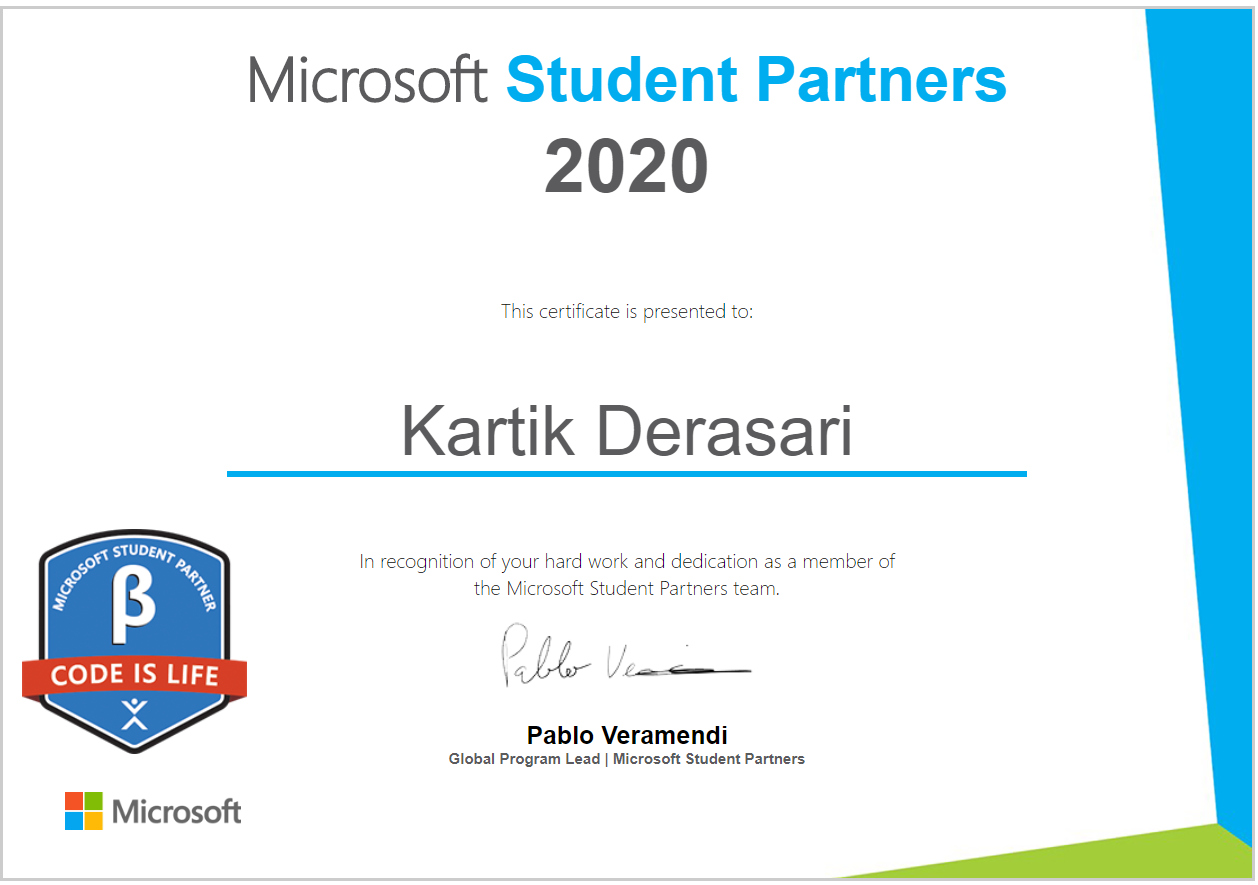 Microsoft Student Partners
2020
This certificate is presented to:
Kartik Derasari
In recognition of your hard work and dedication as a member of
the Microsoft Student Partners team.
MICROSOFT STUDENT PARTNER
β
CODE IS LIFE
Pablo Veramendi
Global Program Lead | Microsoft Student Partners
Microsoft